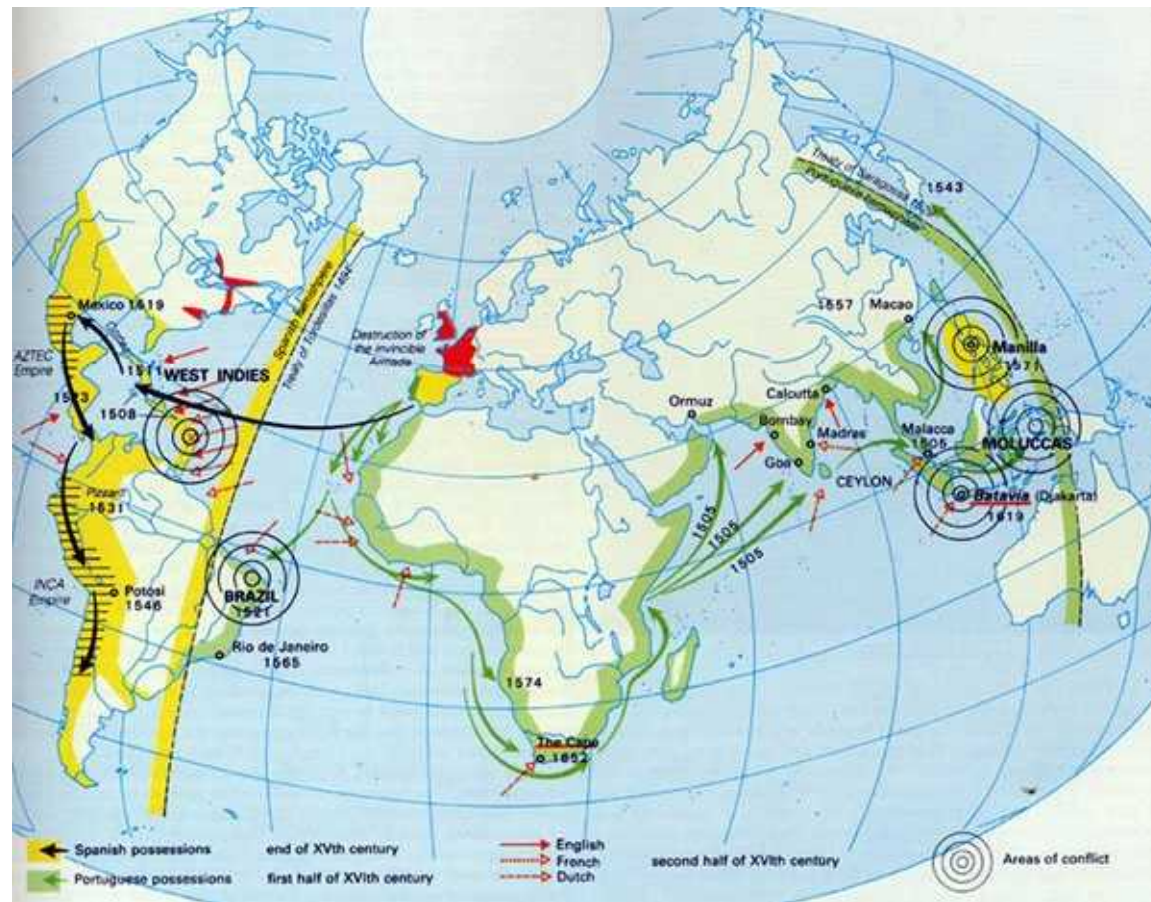 Treaty of Saragossa
Portuguese hemisphere
1543
Spanish hemisphere
Treaty of Tordesillas 1494
Mexico 1519
AZTEC
Empire
1523
1511
WEST INDIES
1508
Pizarro
1531
INCA
Empire
Potósi
1546
BRAZIL
1521
Rio de Janeiro
1565
Destruction of
the invincible
Armada
1574
The Cape
1652
Ormuz
Calcutta
Bombay
Madras
Goa
CEYLON
1505
1505
1505
1557
Macao
Malacca
1505
Manilla
1571
MOLUCCAS
Batavia (Djakarta)
1619
Spanish possessions end of XVth century
Portuguese possessions first half of XVIth century
English
French
Dutch
second half of XVIth century
Areas of conflict